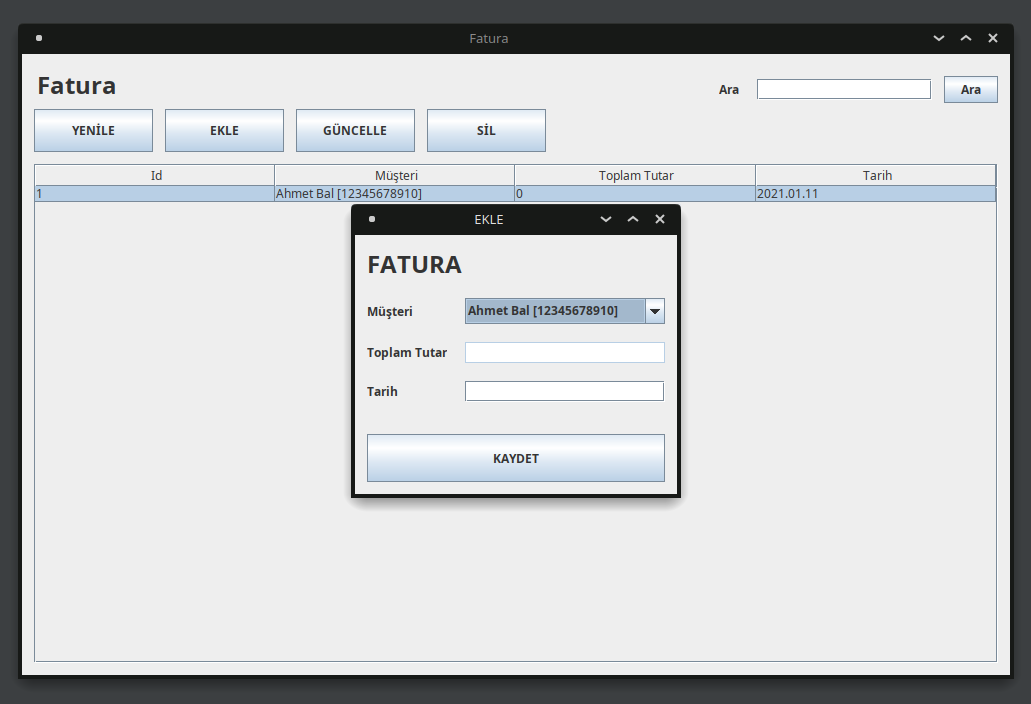 Fatura
Fatura
Ara
Ara
YENİLE
EKLE
GÜNCELLE
SİL
Id
Müşteri
Toplam Tutar
Tarih
1
Ahmet Bal [12345678910]
0
2021.01.11
EKLE
FATURA
Müşteri
Ahmet Bal [12345678910]
Toplam Tutar
Tarih
KAYDET